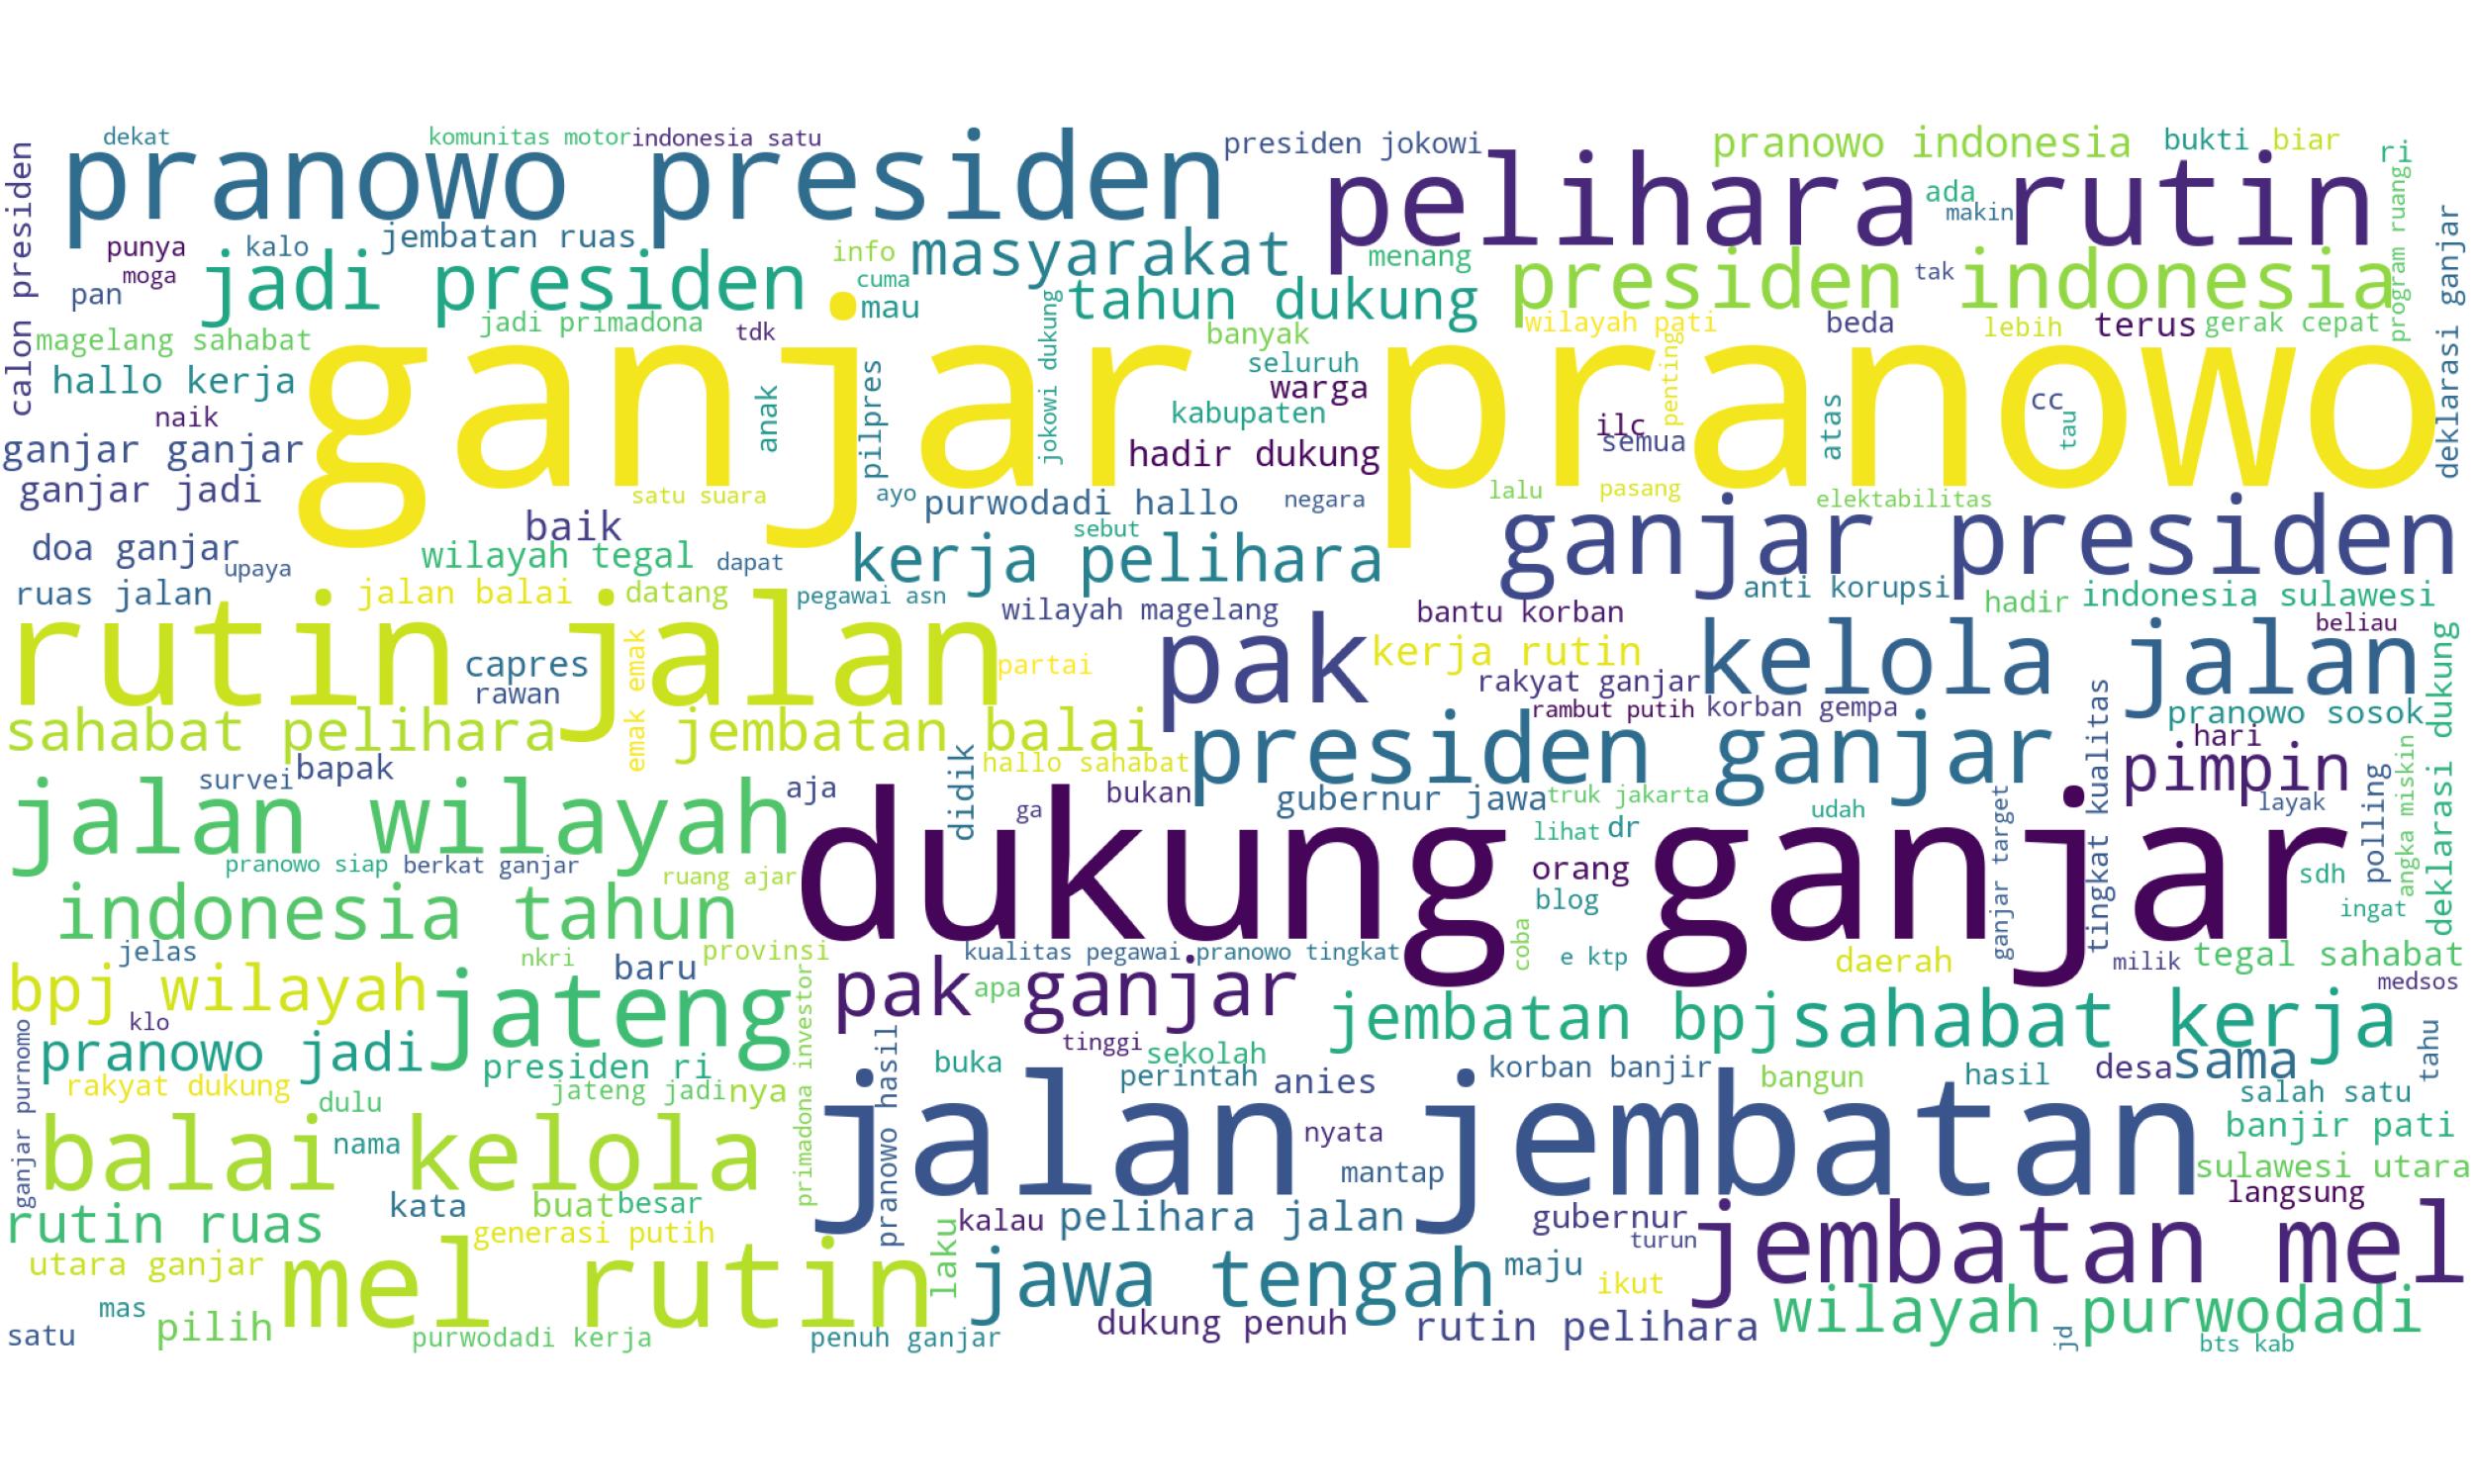 dekat
komunitas motor
indonesia satu
pranowo presiden
presiden jokowi
pranowo indonesia
bukti
biar
ri
calon presiden
pelihara rutin
ada
makin
program ruang
punya
kalo
jembatan ruas
info
masyarakat
menang
moga
pan
jadi presiden
cuma
mau
tahun dukung
presiden indonesia
tak
deklarasi ganjar
magelang sahabat
jadi primadona
tdk
jokowi dukung
banyak
wilayah pati
beda
lebih
terus
gerak cepat
hallo kerja
ganjar pranowo
seluruh
warga
penting
naik
anak
pilpres
kabupaten
ilc
semua
atas
cc
tau
ganjar ganjar
hadir dukung
ganjar jadi
satu suara
ayo
purwodadi hallo
negara
lalu
pasang
elektabilitas
baik
sebut
ganjar presiden
doa ganjar
upaya
wilayah tegal
dapat
kerja pelihara
ruas jalan
jalan balai
datang
pegawai asn
anti korupsi
wilayah magelang
bantu korban
hadir
indonesia sulawesi
rutin jalan
capres
rawan
emak emak
partai
pak
kerja rutin
rakyat ganjar
kelola jalan
beliau
deklarasi dukung
rambut putih
korban gempa
tingkat kualitas
pranowo sosok
sahabat pelihara
jembatan balai
hallo sahabat
presiden ganjar
hari
pimpin
angka miskin
survei
bapak
jalan wilayah
aja
didik
bukan
gubernur jawa
truk jakarta
ganjar target
udah
layak
polling
ga
dukung ganjar
lihat
dr
orang
sdh
pranowo siap
berkat ganjar
ruang ajar
blog
ingat
indonesia tahun
jelas
nkri
baru
provinsi
kualitas pegawai
pranowo tingkat
coba
e ktp
daerah
milik
tegal sahabat
medsos
bpj wilayah
jateng
pak ganjar
apa
jembatan bpj
sahabat kerja
klo
ganjar purnomo
pranowo jadi
presiden ri
primadona investor
pranowo hasil
buka
tinggi
sekolah
perintah
anies
korban banjir
bangun
hasil
desa
sama
tahu
rakyat dukung
jateng jadi
nya
dulu
salah satu
balai kelola
nama
jalan jembatan
nyata
mantap
banjir pati
sulawesi utara
langsung
kata
buat
besar
rutin ruas
generasi putih
laku
kalau
pelihara jalan
gubernur
turun
jembatan mel
utara ganjar
mel rutin
jawa tengah
maju
ikut
mas
satu
pilih
purwodadi kerja
penuh ganjar
dukung penuh
rutin pelihara
wilayah purwodadi
jd
bts kab